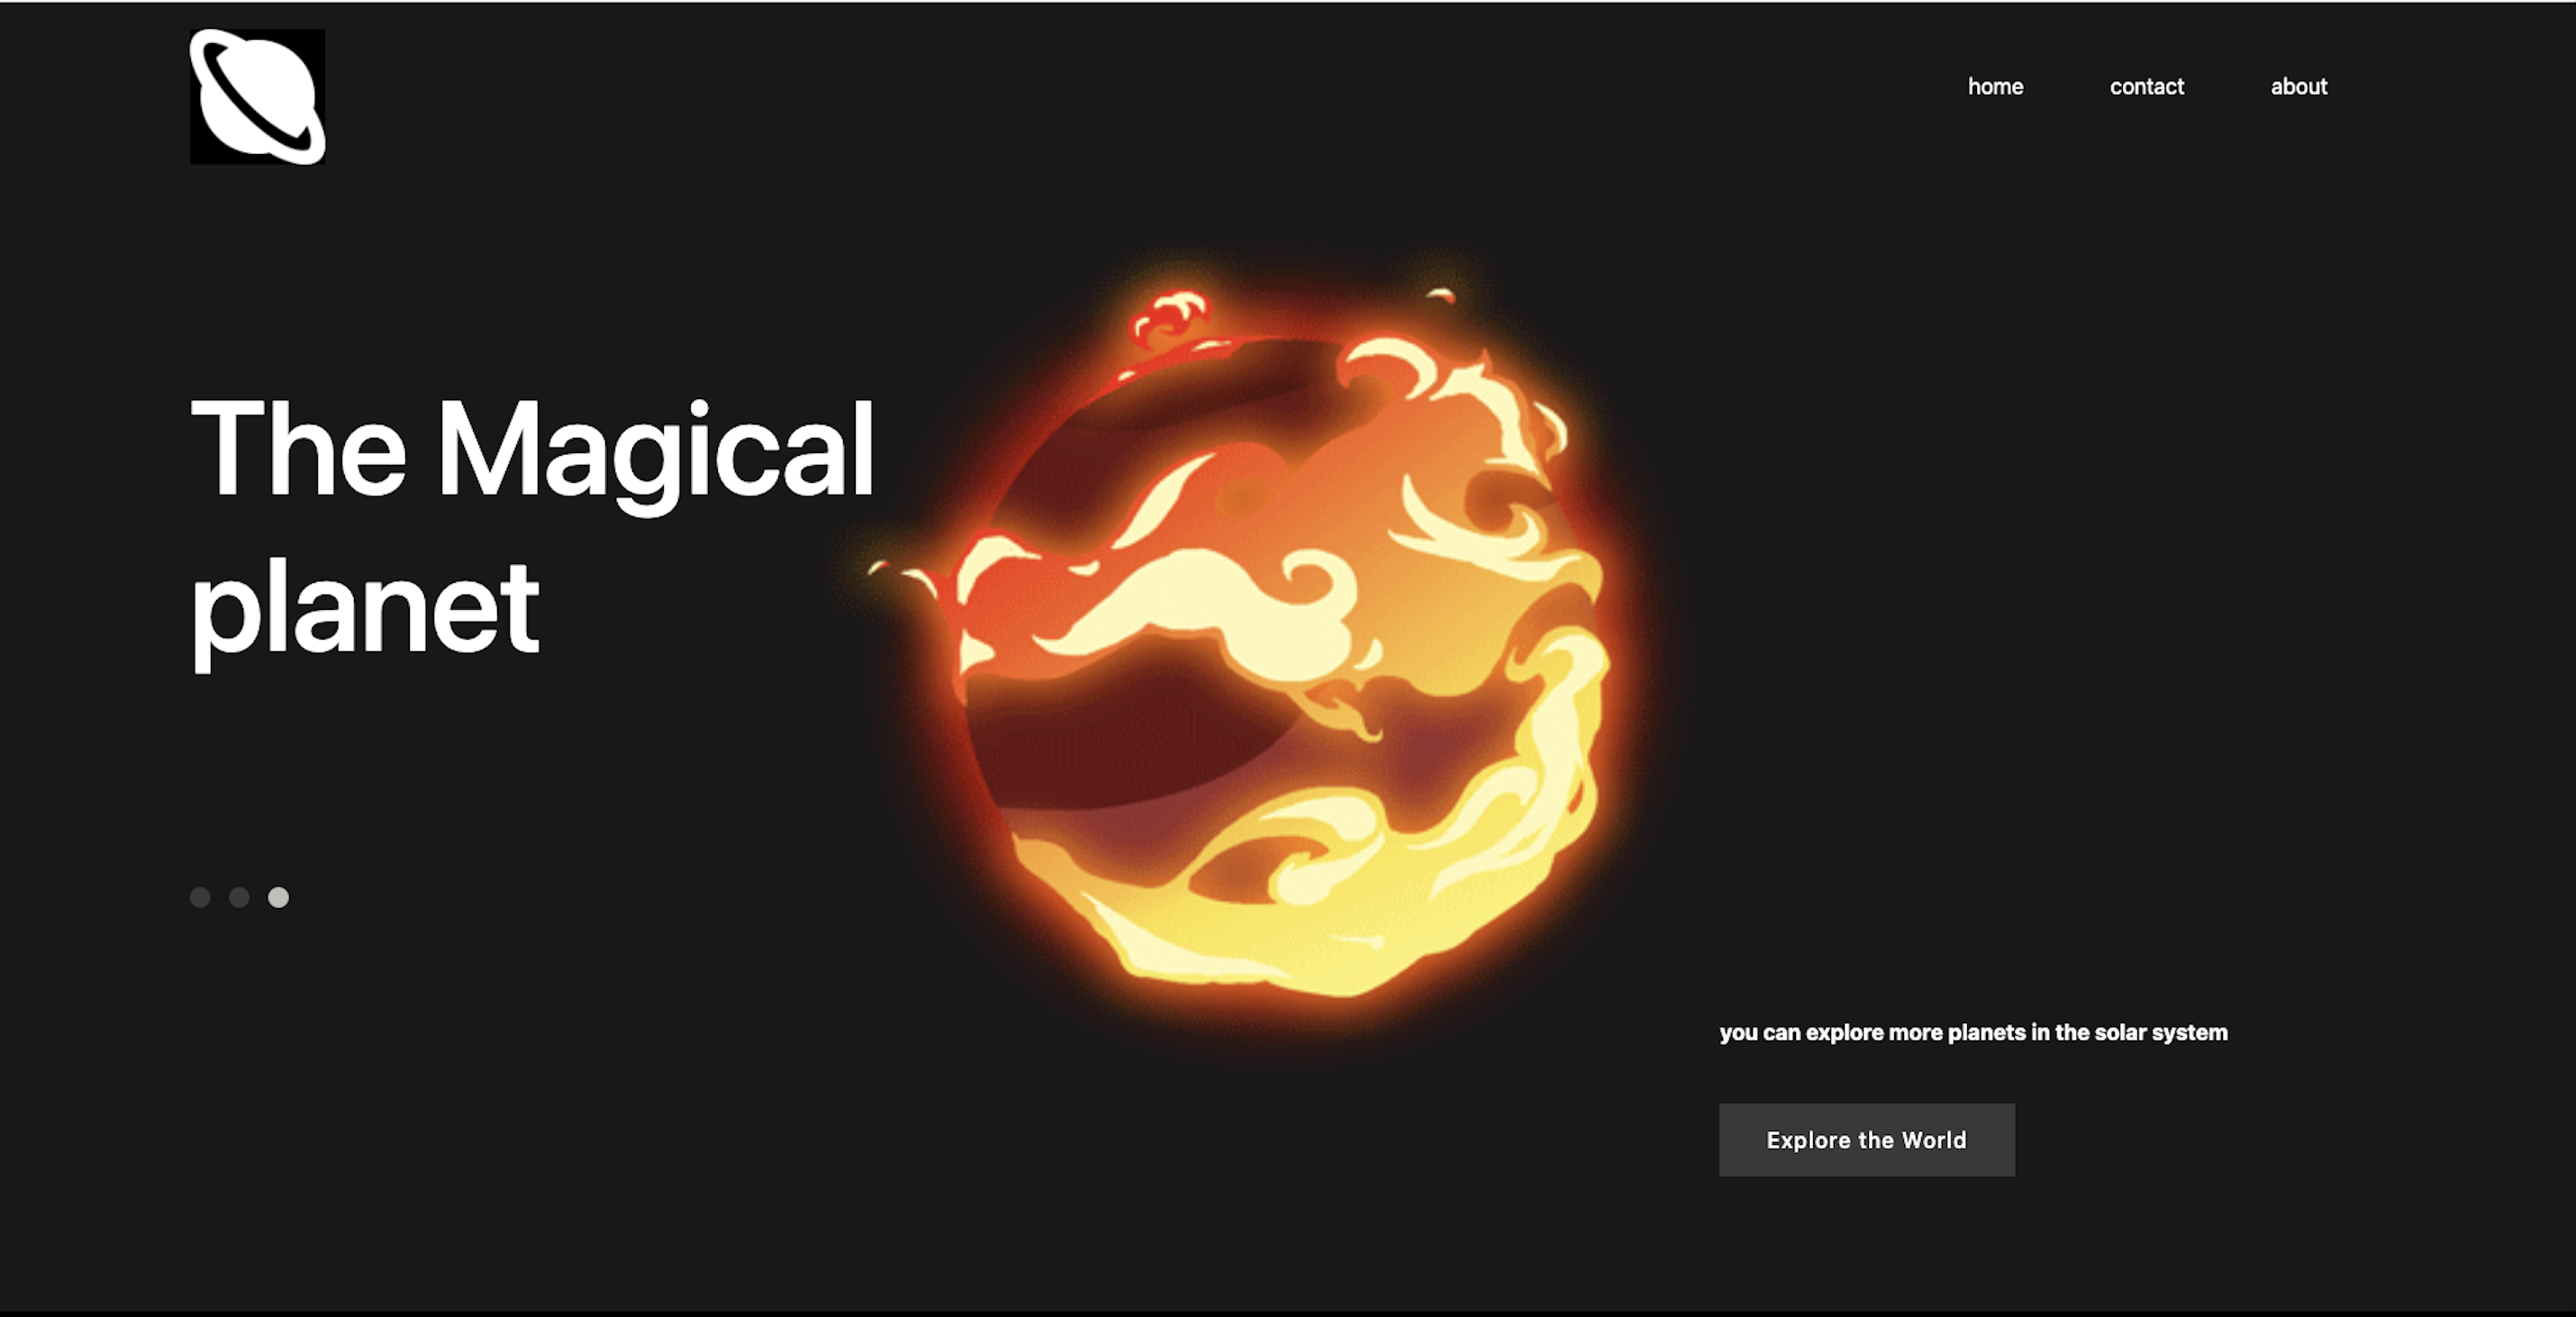 home
contact
about
The Magical
planet
you can explore more planets in the solar system
Explore the World